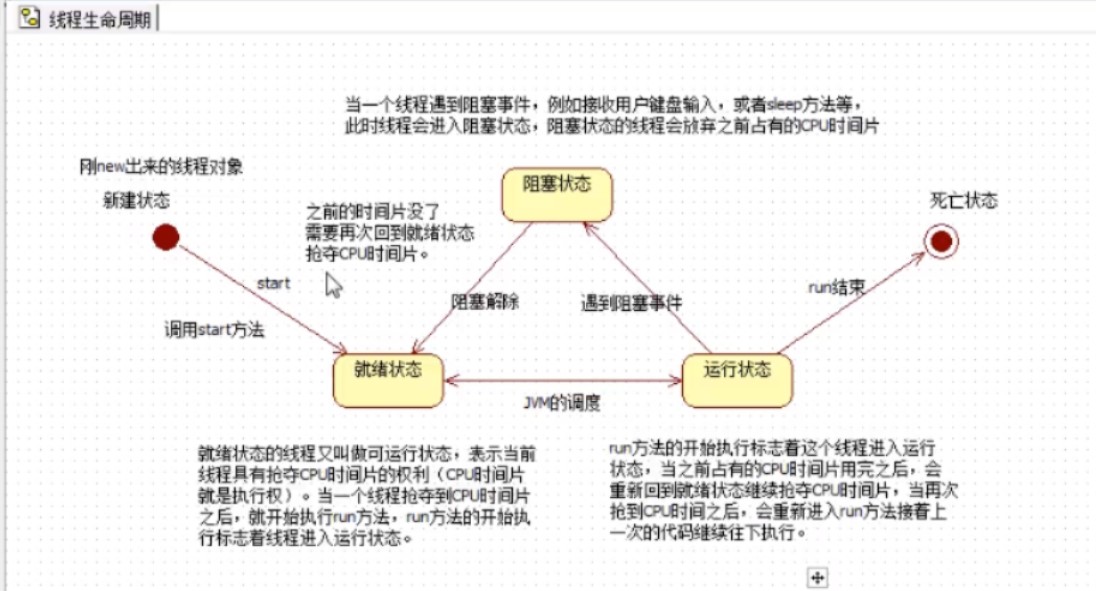 线程生命周期
当一个线程遇到阻塞事件，例如接收用户键盘输入，或者sleep方法等，
此时线程会进入阻塞状态，阻塞状态的线程会放弃之前占有的CPU时间片
刚new出来的线程对象
新建状态
阻塞状态
死亡状态
之前的时间片没了
需要再次回到就绪状态
抢夺CPU时间片。
start
调用start方法
阻塞解除
遇到阻塞事件
run结束
就绪状态
运行状态
JVM的调度
就绪状态的线程又叫做可运行状态，表示当前
线程具有抢夺CPU时间片的权利（CPU时间片
就是执行权）。当一个线程抢夺到CPU时间片
之后，就开始执行run方法，run方法的开始执
行标志着线程进入运行状态。
run方法的开始执行标志着这个线程进入运行
状态，当之前占有的CPU时间片用完之后，会
重新回到就绪状态继续抢夺CPU时间片，当再次
抢到CPU时间之后，会重新进入run方法接着上
一次的代码继续往下执行。